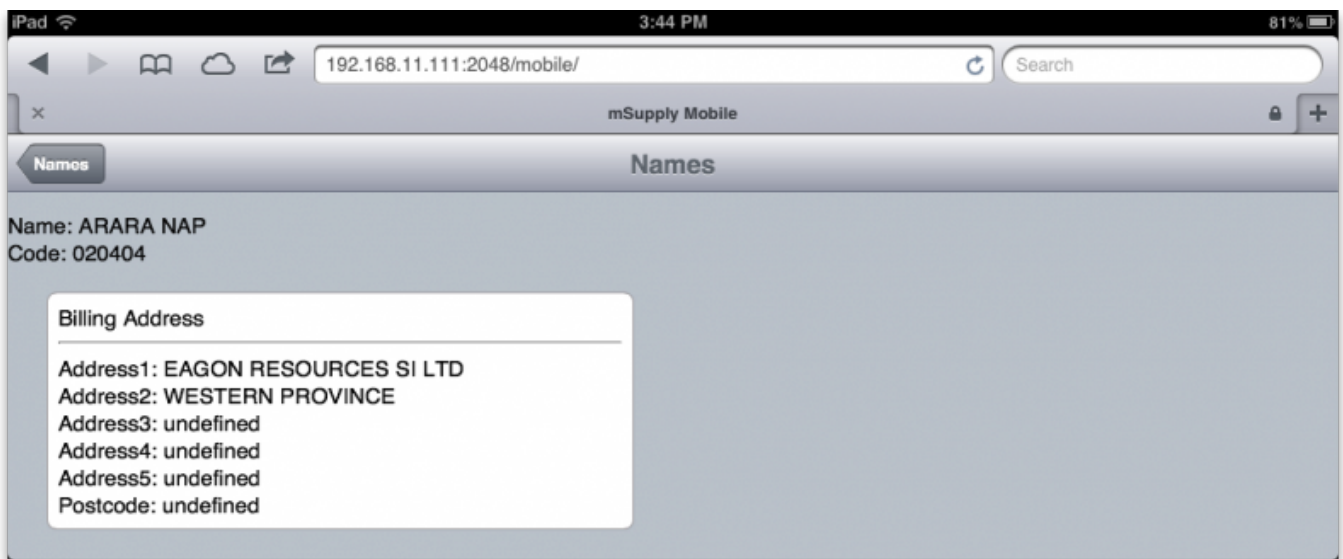 iPad 3:44 PM 81%
192.168.11.111:2048/mobile/ Search
mSupply Mobile
Names Names
Name: ARARA NAP
Code: 020404
Billing Address
Address1: EAGON RESOURCES SI LTD
Address2: WESTERN PROVINCE
Address3: undefined
Address4: undefined
Address5: undefined
Postcode: undefined